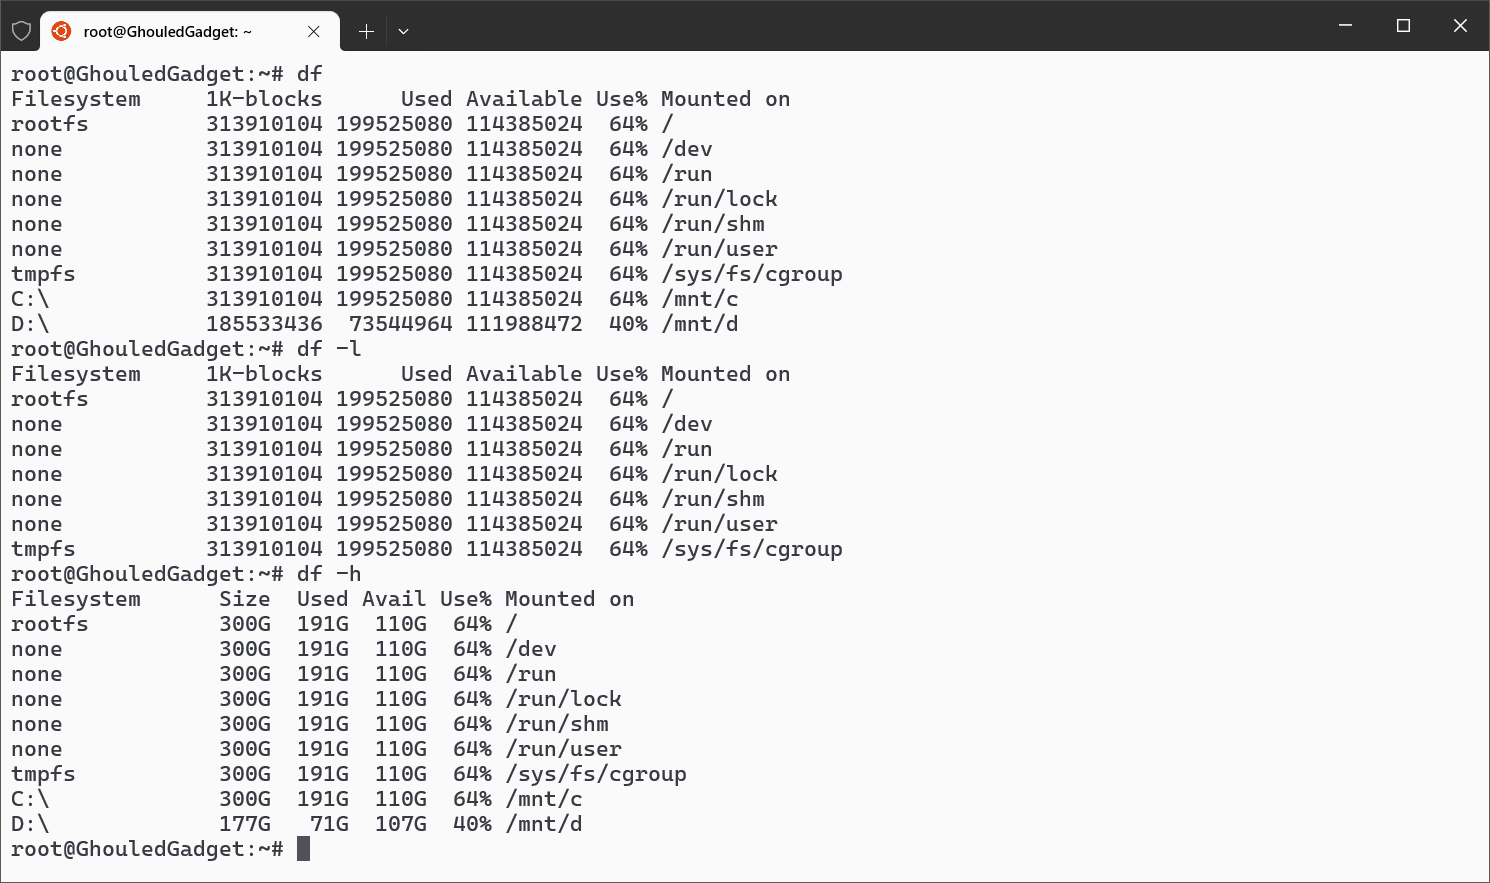 root@GhouledGadget: ~
root@GhouledGadget:~# df
Filesystem     1K-blocks      Used Available Use% Mounted on
rootfs         313910104 199525080 114385024  64% /
none           313910104 199525080 114385024  64% /dev
none           313910104 199525080 114385024  64% /run
none           313910104 199525080 114385024  64% /run/lock
none           313910104 199525080 114385024  64% /run/shm
none           313910104 199525080 114385024  64% /run/user
tmpfs          313910104 199525080 114385024  64% /sys/fs/cgroup
C:\            313910104 199525080 114385024  64% /mnt/c
D:\            185533436  73544964 111988472  40% /mnt/d
root@GhouledGadget:~# df -l
Filesystem     1K-blocks      Used Available Use% Mounted on
rootfs         313910104 199525080 114385024  64% /
none           313910104 199525080 114385024  64% /dev
none           313910104 199525080 114385024  64% /run
none           313910104 199525080 114385024  64% /run/lock
none           313910104 199525080 114385024  64% /run/shm
none           313910104 199525080 114385024  64% /run/user
tmpfs          313910104 199525080 114385024  64% /sys/fs/cgroup
root@GhouledGadget:~# df -h
Filesystem      Size  Used Avail Use% Mounted on
rootfs          300G  191G  110G  64% /
none            300G  191G  110G  64% /dev
none            300G  191G  110G  64% /run
none            300G  191G  110G  64% /run/lock
none            300G  191G  110G  64% /run/shm
none            300G  191G  110G  64% /run/user
tmpfs           300G  191G  110G  64% /sys/fs/cgroup
C:\             300G  191G  110G  64% /mnt/c
D:\             177G   71G  107G  40% /mnt/d
root@GhouledGadget:~#